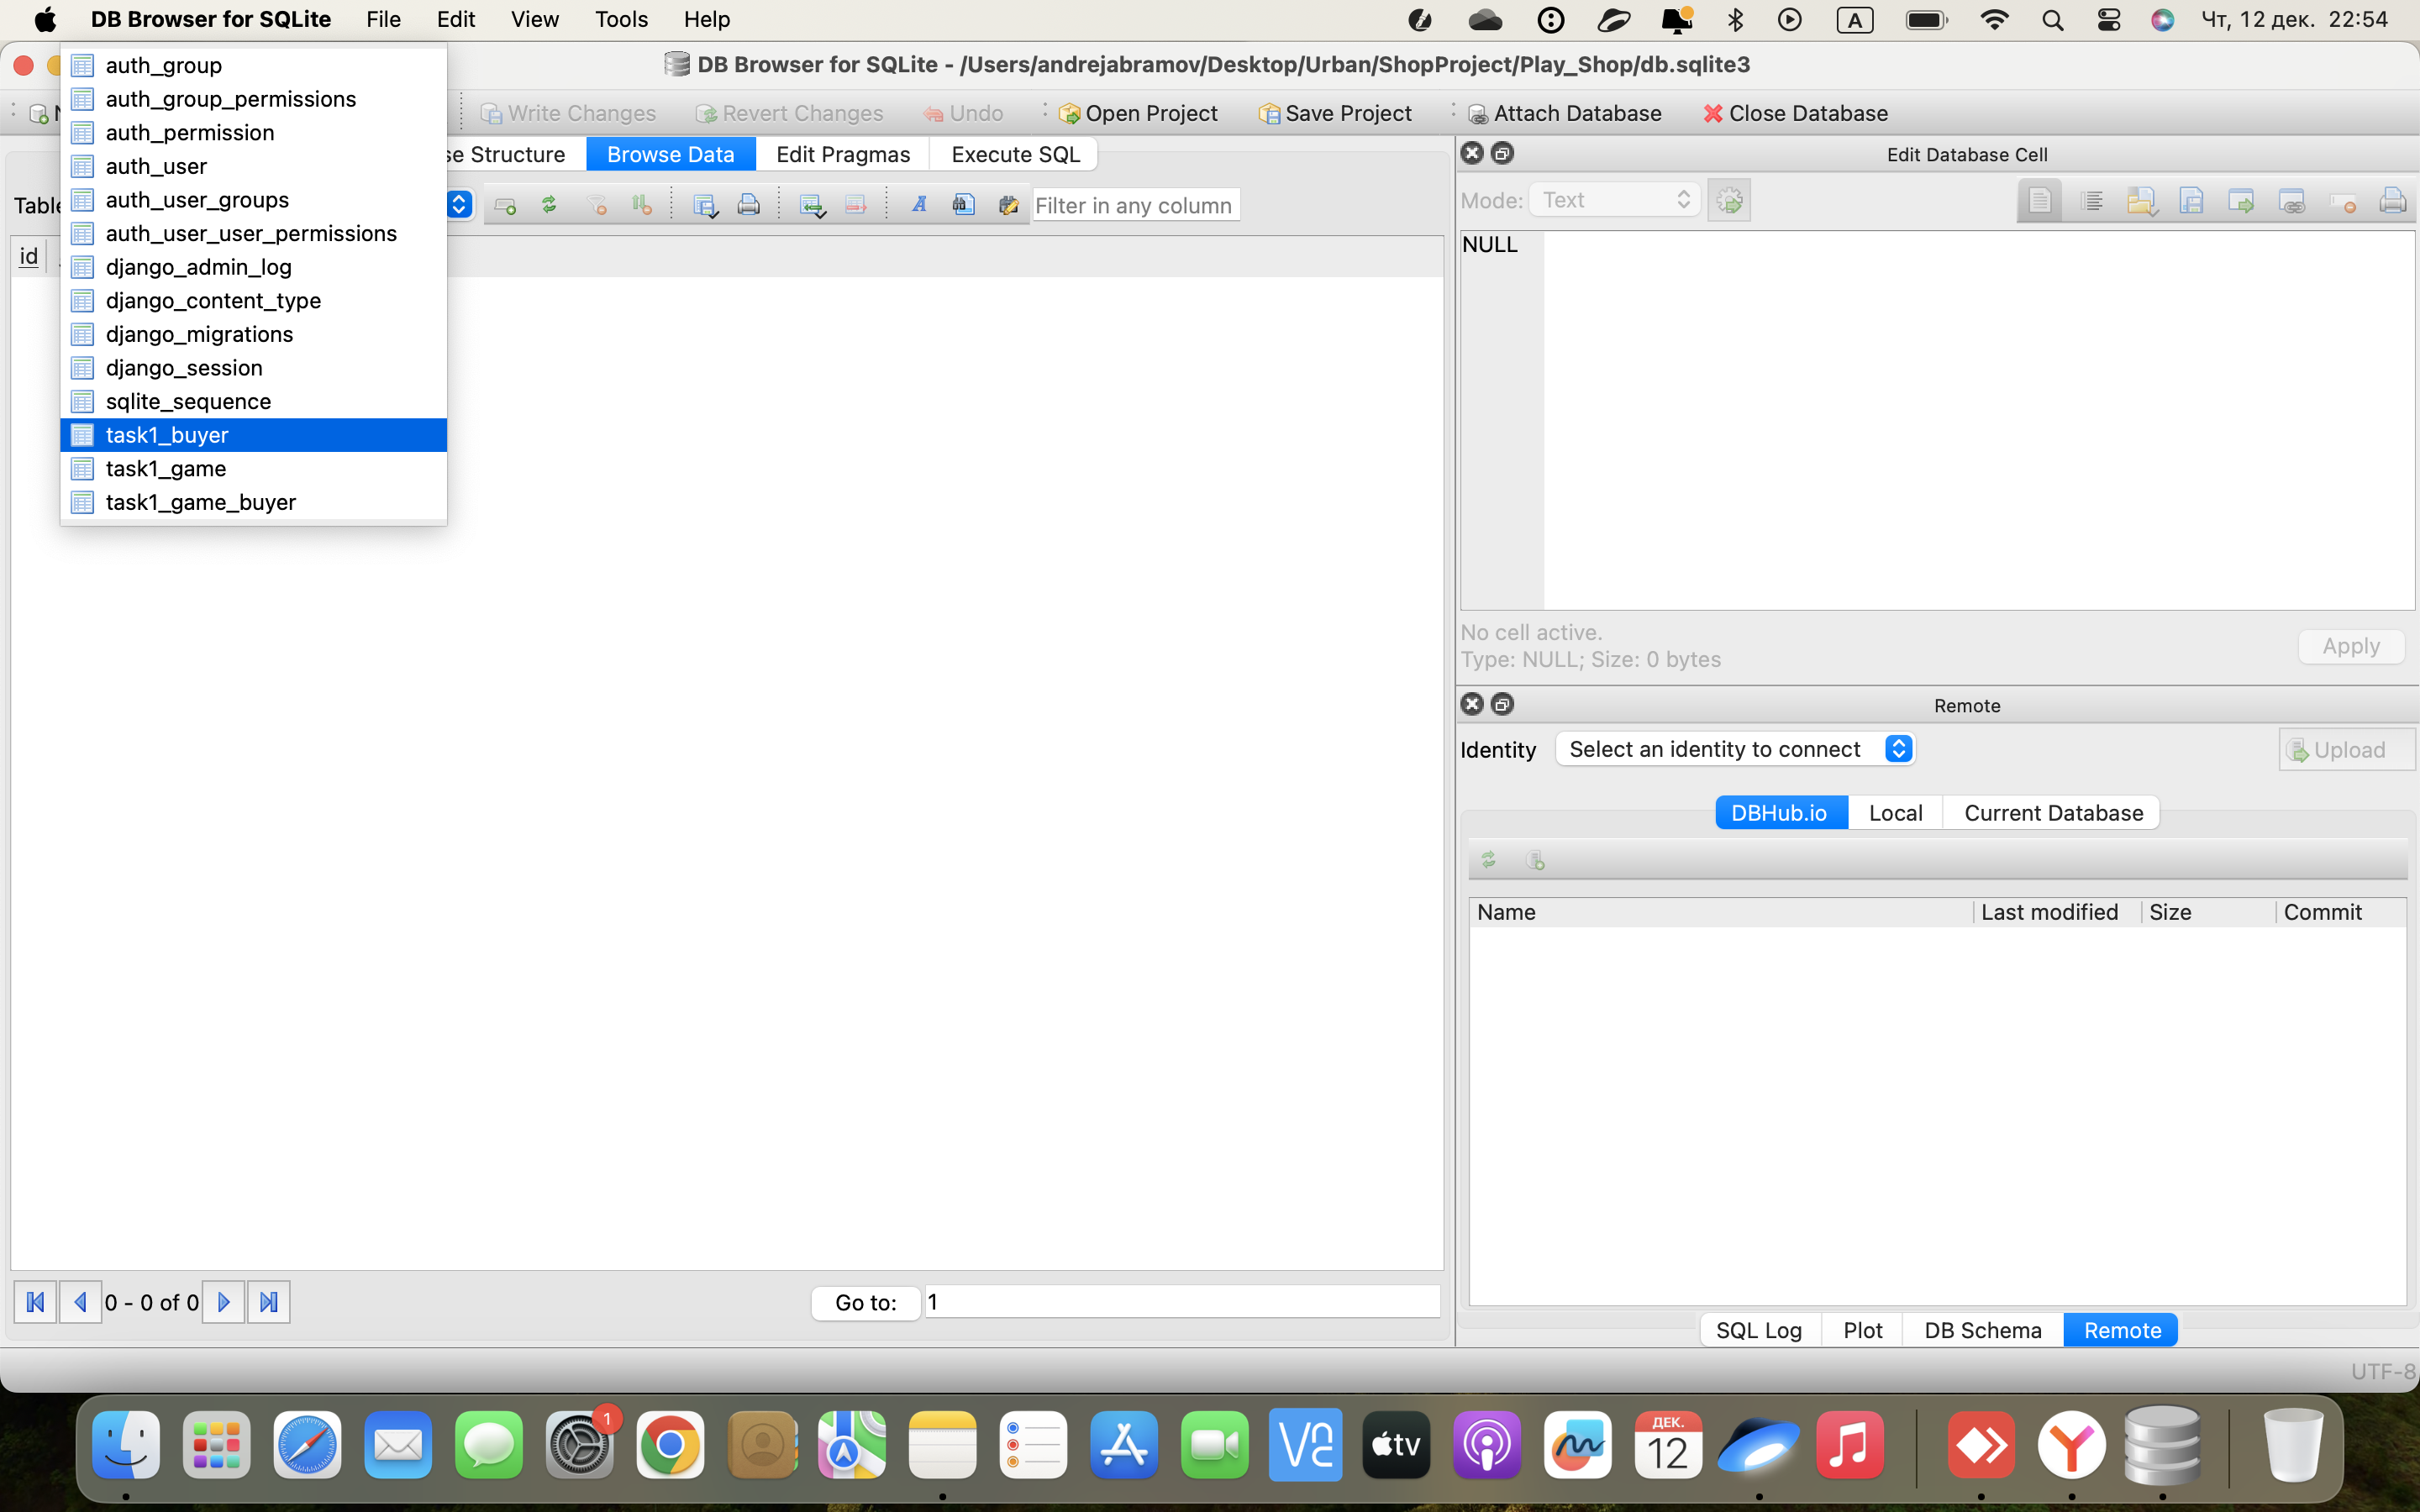 DB Browser for SQLite File Edit View Tools Help A Чт, 12 дек. 22:54
DB Browser for SQLite - /Users/andrejabramov/Desktop/Urban/ShopProject/Play_Shop/db.sqlite3
Write Changes Revert Changes Undo Open Project Save Project Attach Database Close Database
auth_group
auth_group_permissions
auth_permission
auth_user
auth_user_groups
auth_user_user_permissions
django_admin_log
django_content_type
django_migrations
django_session
sqlite_sequence
task1_buyer
task1_game
task1_game_buyer
se Structure Browse Data Edit Pragmas Execute SQL
Table
Filter in any column
id
0 - 0 of 0
Go to: 1
Edit Database Cell
Mode: Text
NULL
No cell active.
Type: NULL; Size: 0 bytes
Apply
Remote
Identity Select an identity to connect Upload
DBHub.io Local Current Database
Name Last modified Size Commit
SQL Log Plot DB Schema Remote
UTF-8
1
tv
ДЕК.
12